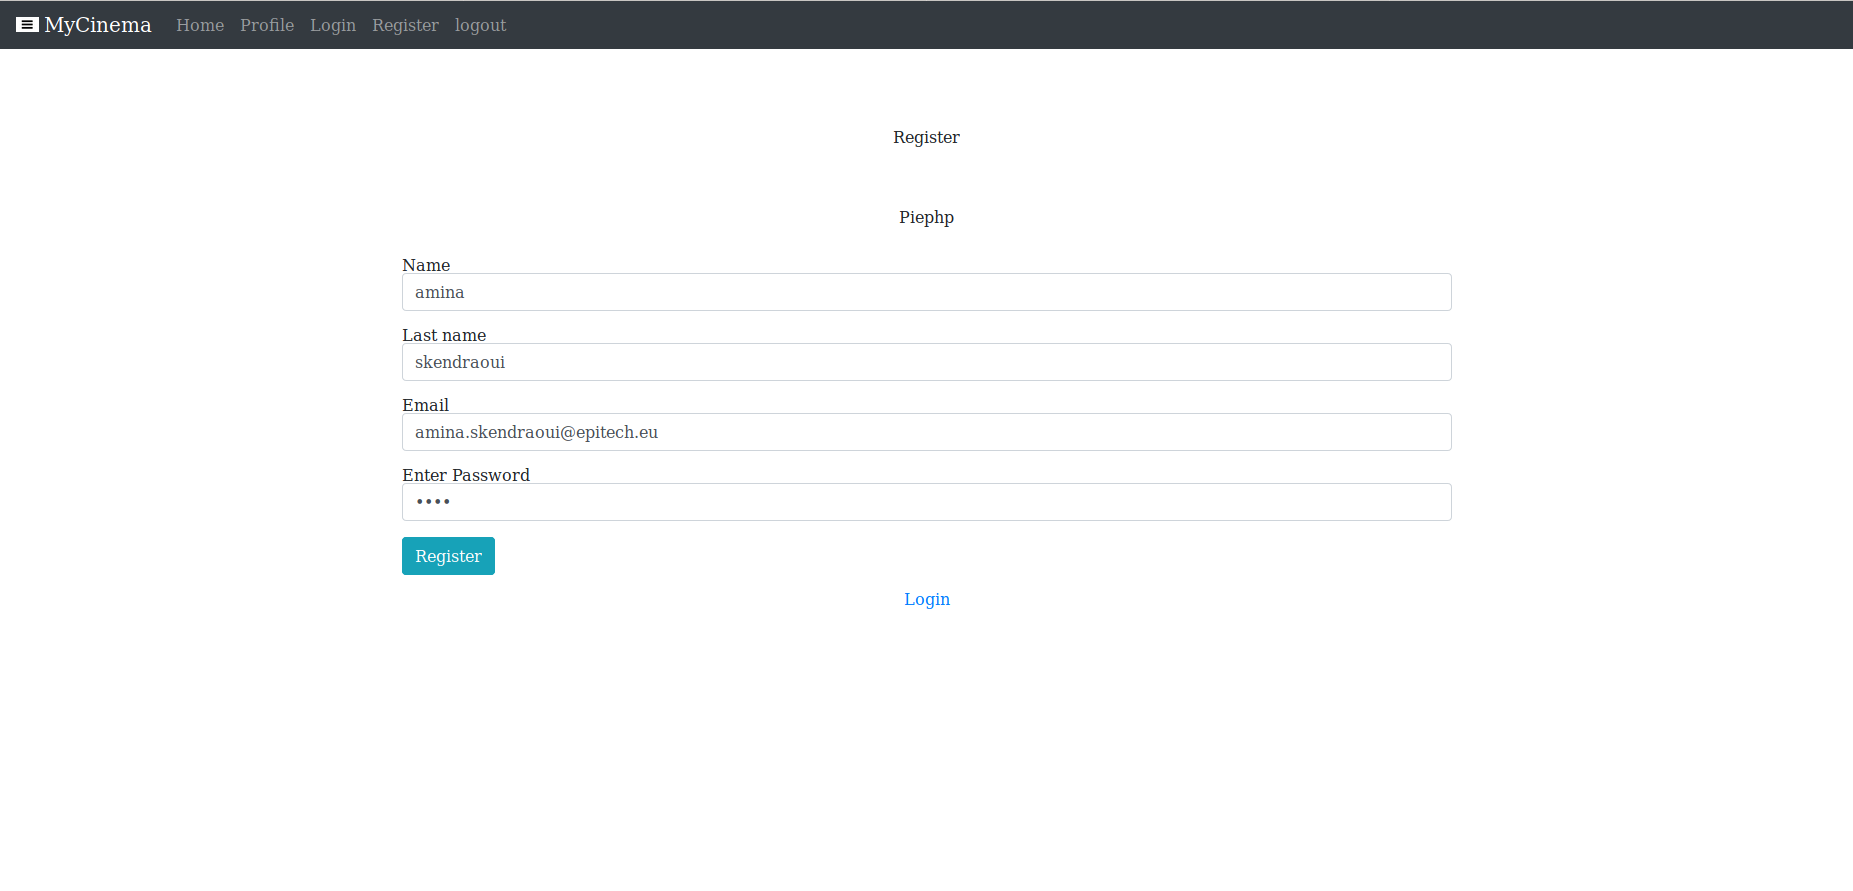 MyCinema Home Profile Login Register logout
Register
Piephp
Name
amina
Last name
skendraoui
Email
amina.skendraoui@epitech.eu
Enter Password
••••
Register
Login